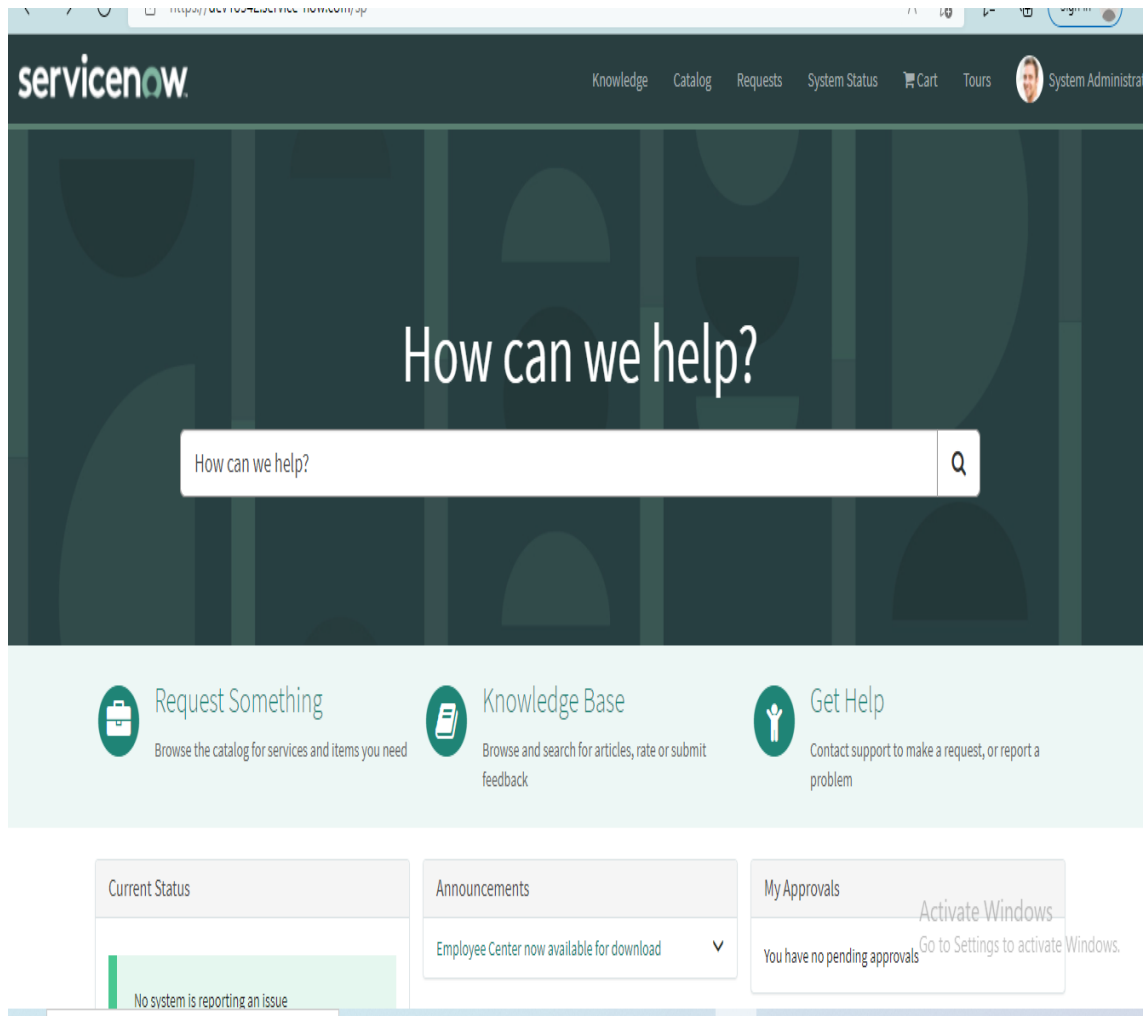 servicenow
Knowledge Catalog Requests System Status Cart Tours System Administrat
How can we help?
How can we help?
Request Something
Browse the catalog for services and items you need
Knowledge Base
Browse and search for articles, rate or submit
feedback
Get Help
Contact support to make a request, or report a
problem
Current Status
No system is reporting an issue
Announcements
Employee Center now available for download
My Approvals
You have no pending approvals
Activate Windows
Go to Settings to activate Windows.